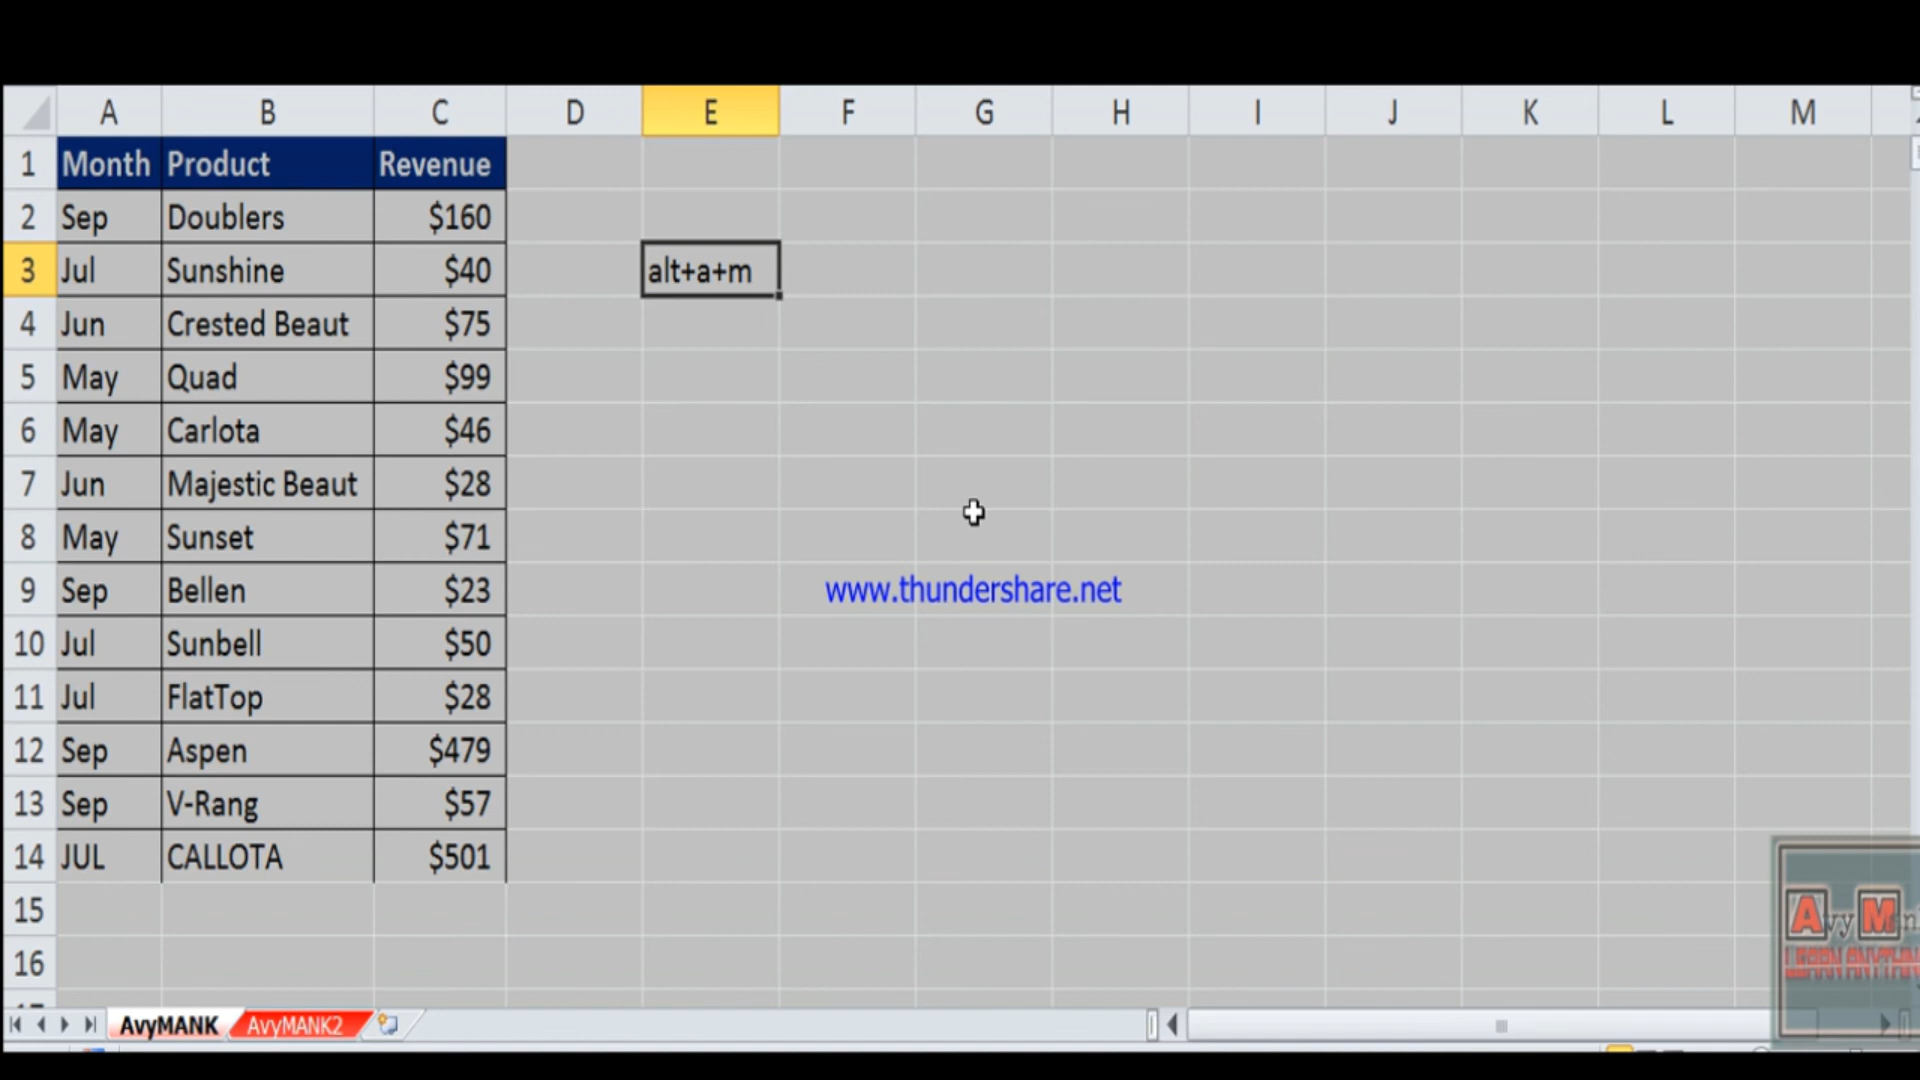 A B C D E F G H I J K L M
1 Month Product Revenue
2 Sep Doublers $160
3 Jul Sunshine $40 alt+a+m
4 Jun Crested Beaut $75
5 May Quad $99
6 May Carlota $46
7 Jun Majestic Beaut $28
8 May Sunset $71
9 Sep Bellen $23 www.thundershare.net
10 Jul Sunbell $50
11 Jul FlatTop $28
12 Sep Aspen $479
13 Sep V-Rang $57
14 JUL CALLOTA $501
15
16
Avy M
LEARN
AvyMANK AvyMANK2